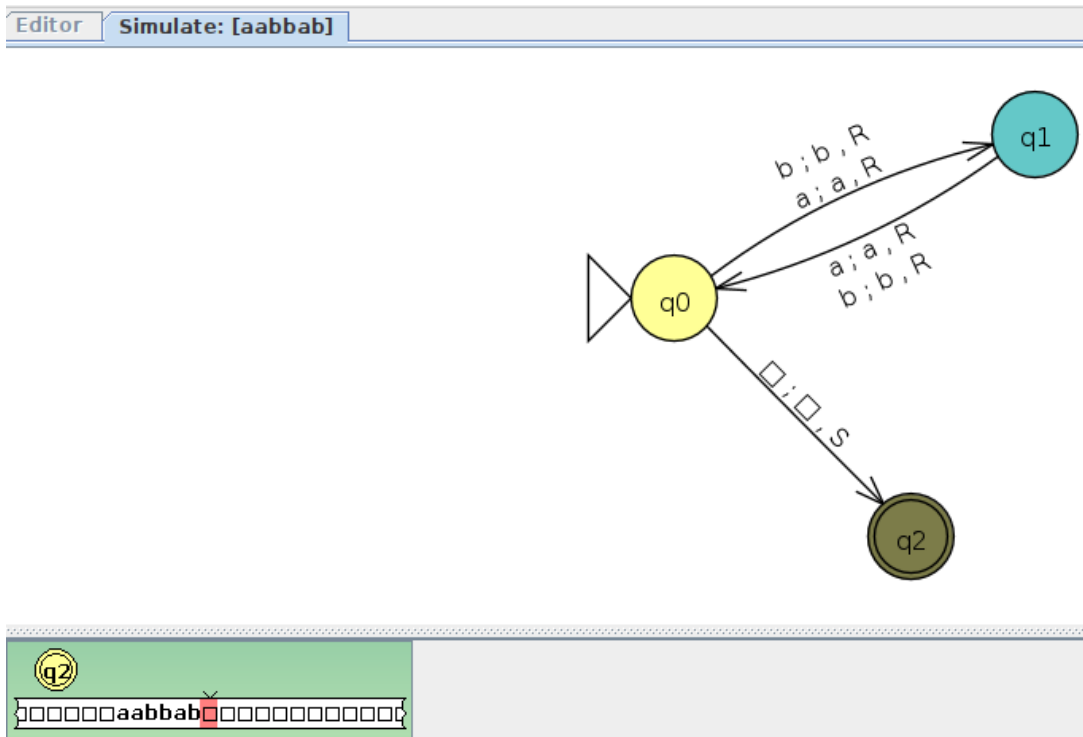 Editor
Simulate: [aabbab]
q1
b ; b , R
a ; a , R
a ; a , R
b ; b , R
q0
□ ; □ , S
q2
q2
□□□□□□aabbab□□□□□□□□□□□□□